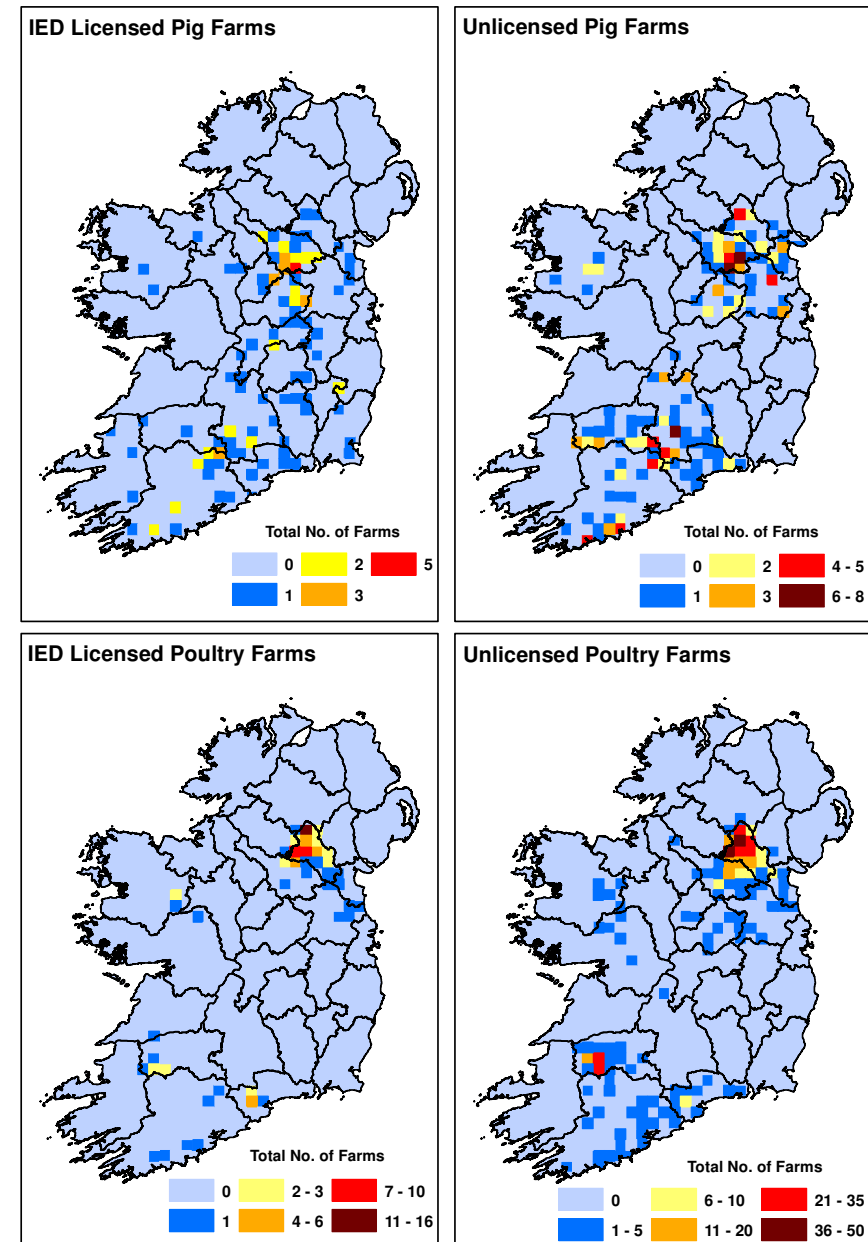 IED Licensed Pig Farms
Total No. of Farms
0 2 5
1 3
Unlicensed Pig Farms
Total No. of Farms
0 2 4 - 5
1 3 6 - 8
IED Licensed Poultry Farms
Total No. of Farms
0 2 - 3 7 - 10
1 4 - 6 11 - 16
Unlicensed Poultry Farms
Total No. of Farms
0 6 - 10 21 - 35
1 - 5 11 - 20 36 - 50